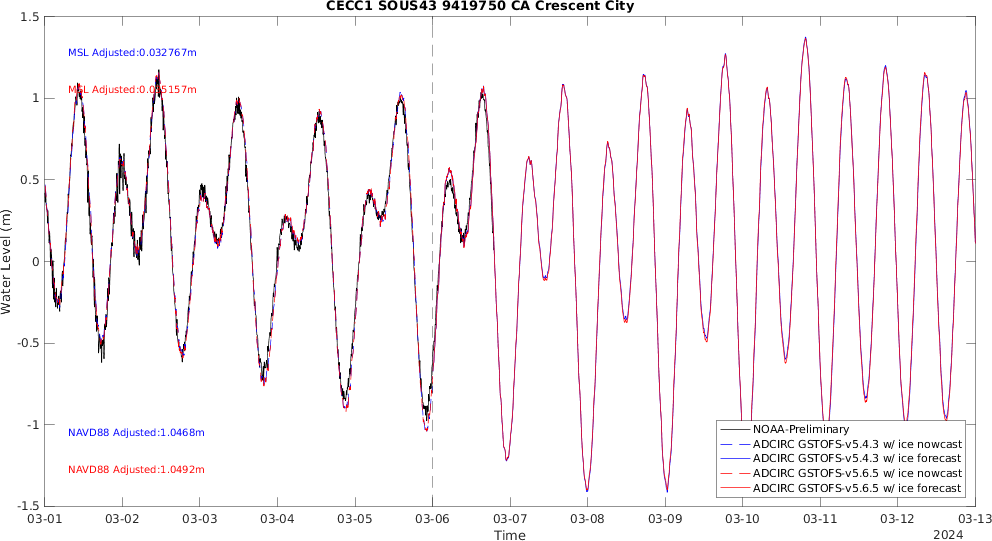 CECC1 SOUS43 9419750 CA Crescent City
1.5
1
0.5
0
-0.5
-1
-1.5
Water Level (m)
MSL Adjusted:0.032767m
NAVD88 Adjusted:1.0468m
NAVD88 Adjusted:1.0492m
NOAA-Preliminary
ADCIRC GSTOFS-v5.4.3 w/ ice nowcast
ADCIRC GSTOFS-v5.4.3 w/ ice forecast
ADCIRC GSTOFS-v5.6.5 w/ ice nowcast
ADCIRC GSTOFS-v5.6.5 w/ ice forecast
03-01 03-02 03-03 03-04 03-05 03-06 03-07 03-08 03-09 03-10 03-11 03-12 03-13
Time
2024